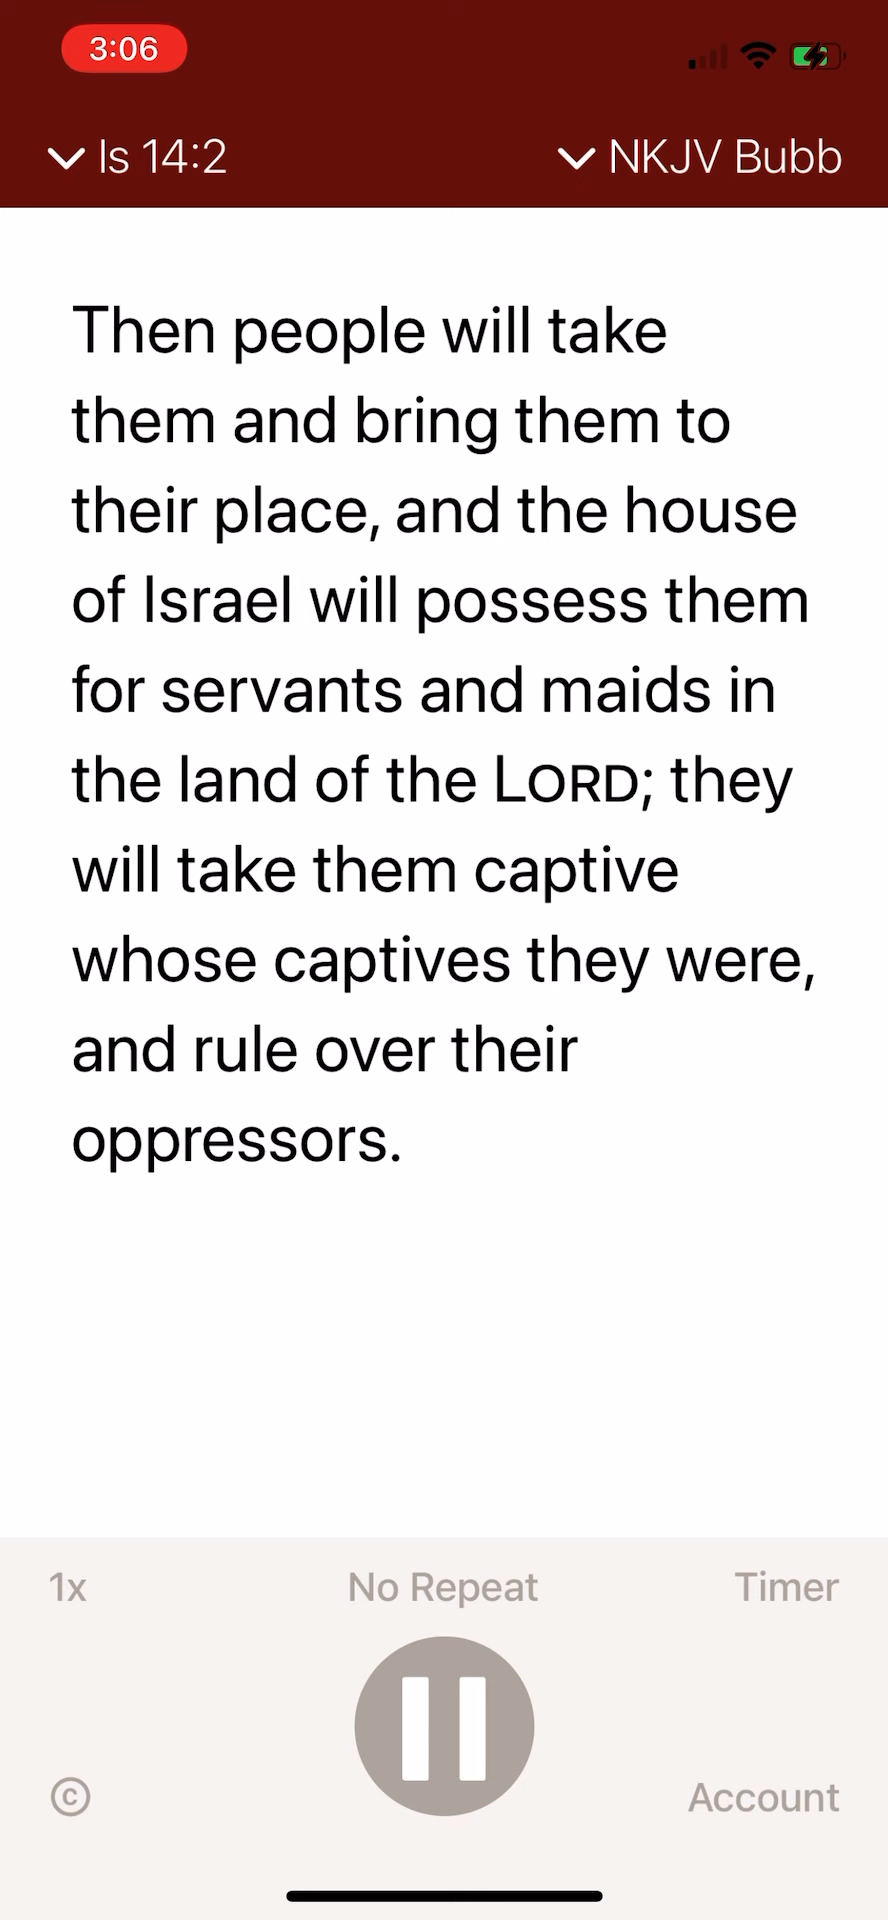 3:06
Is 14:2
NKJV Bubb
Then people will take
them and bring them to
their place, and the house
of Israel will possess them
for servants and maids in
the land of the LORD; they
will take them captive
whose captives they were,
and rule over their
oppressors.
1x
No Repeat
Timer
©
Account